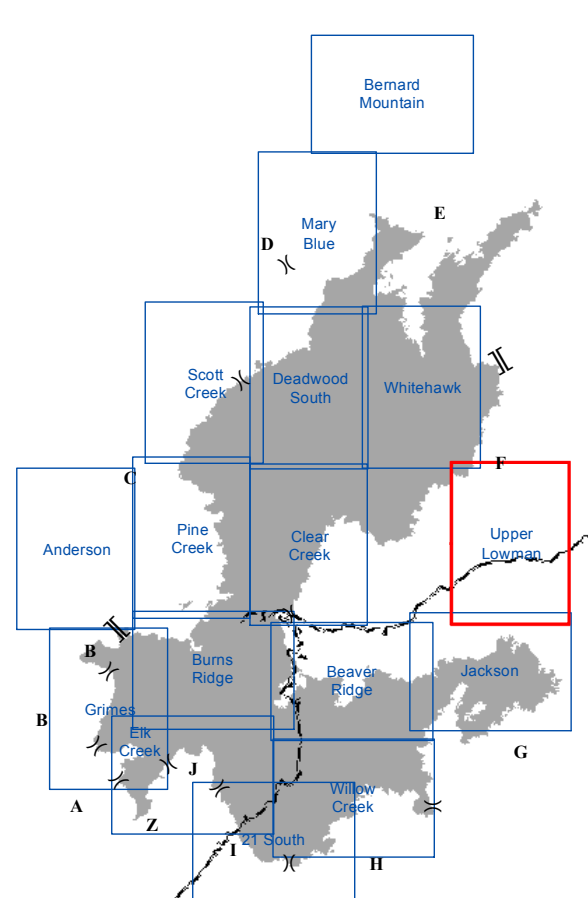 Bernard
Mountain
E
Mary
Blue
D
Scott
Creek
Deadwood
South
Whitehawk
F
C
Pine
Creek
Clear
Creek
Upper
Lowman
Anderson
B
Burns
Ridge
Beaver
Ridge
Jackson
B
Grimes
Elk
Creek
G
J
A
Willow
Creek
Z
I
21 South
H